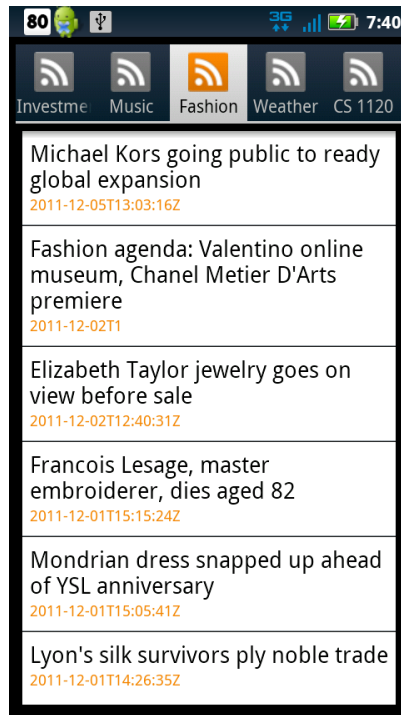 80 3G 7:40
Investme Music Fashion Weather CS 1120
Michael Kors going public to ready
global expansion
2011-12-05T13:03:16Z
Fashion agenda: Valentino online
museum, Chanel Metier D'Arts
premiere
2011-12-02T1
Elizabeth Taylor jewelry goes on
view before sale
2011-12-02T12:40:31Z
Francois Lesage, master
embroiderer, dies aged 82
2011-12-01T15:15:24Z
Mondrian dress snapped up ahead
of YSL anniversary
2011-12-01T15:05:41Z
Lyon's silk survivors ply noble trade
2011-12-01T14:26:35Z